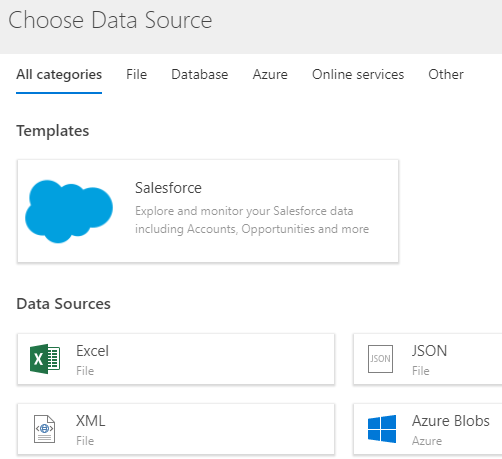 Choose Data Source
All categories File Database Azure Online services Other
Templates
Salesforce
Explore and monitor your Salesforce data
including Accounts, Opportunities and more
Data Sources
Excel
File
JSON
JSON
File
XML
File
Azure Blobs
Azure